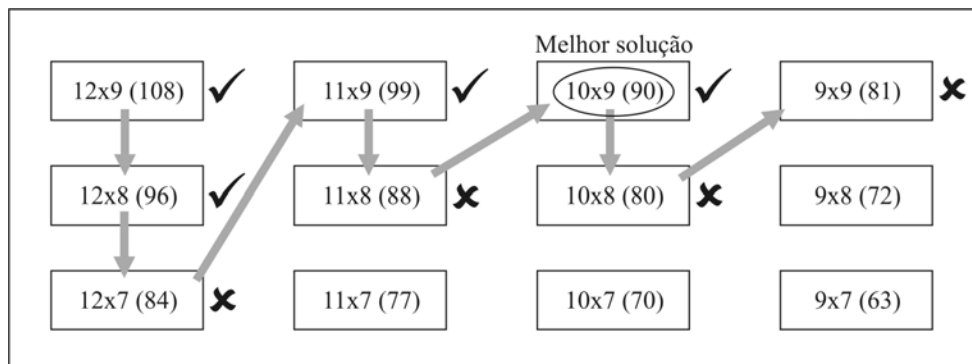 Melhor solução
12x9 (108) 11x9 (99) 10x9 (90) 9x9 (81)
12x8 (96) 11x8 (88) 10x8 (80) 9x8 (72)
12x7 (84) 11x7 (77) 10x7 (70) 9x7 (63)